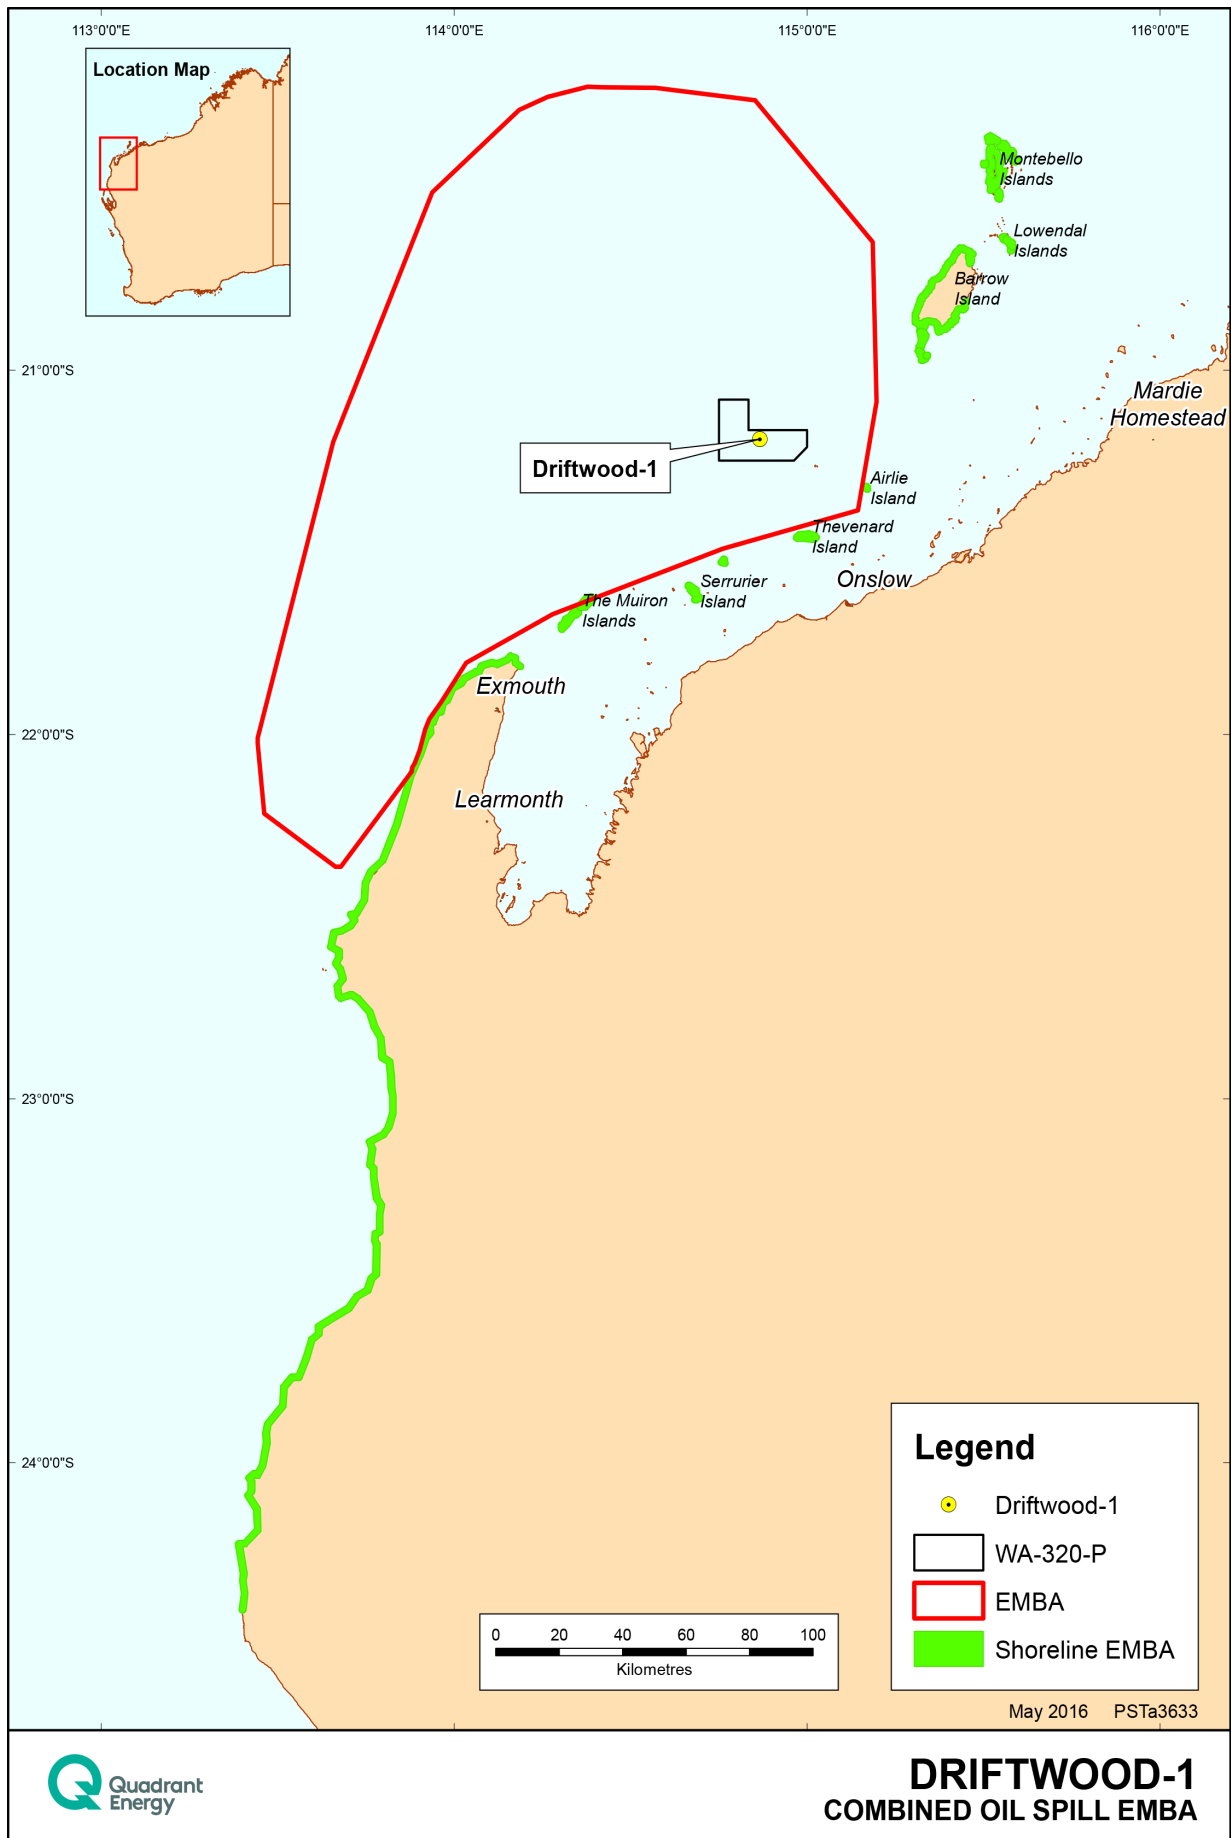 113°0'0"E
114°0'0"E
115°0'0"E
116°0'0"E
Location Map
Montebello
Islands
Lowendal
Islands
Barrow
Island
21°0'0"S
Mardie
Homestead
Driftwood-1
Airlie
Island
Thevenard
Island
Onslow
Serrurier
Island
The Muiron
Islands
Exmouth
22°0'0"S
Learmonth
23°0'0"S
24°0'0"S
Legend
Driftwood-1
WA-320-P
EMBA
Shoreline EMBA
0 20 40 60 80 100
Kilometres
May 2016 PSTa3633
Quadrant
Energy
DRIFTWOOD-1
COMBINED OIL SPILL EMBA